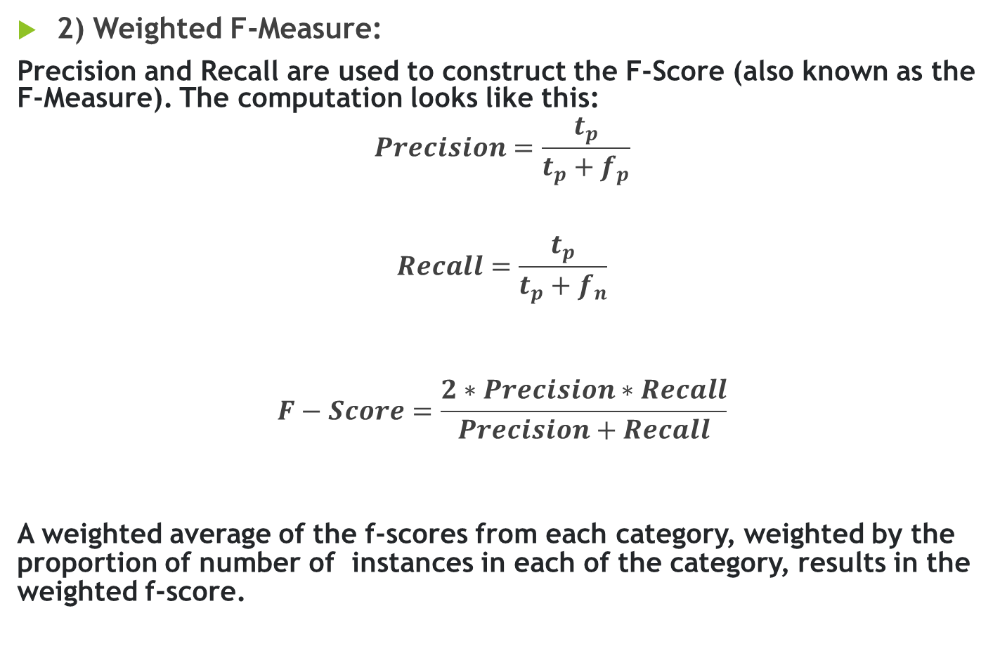 2) Weighted F-Measure:
Precision and Recall are used to construct the F-Score (also known as the
F-Measure). The computation looks like this:
Precision = t_p / (t_p + f_p)
Recall = t_p / (t_p + f_n)
F − Score = (2 ∗ Precision ∗ Recall) / (Precision + Recall)
A weighted average of the f-scores from each category, weighted by the
proportion of number of  instances in each of the category, results in the
weighted f-score.